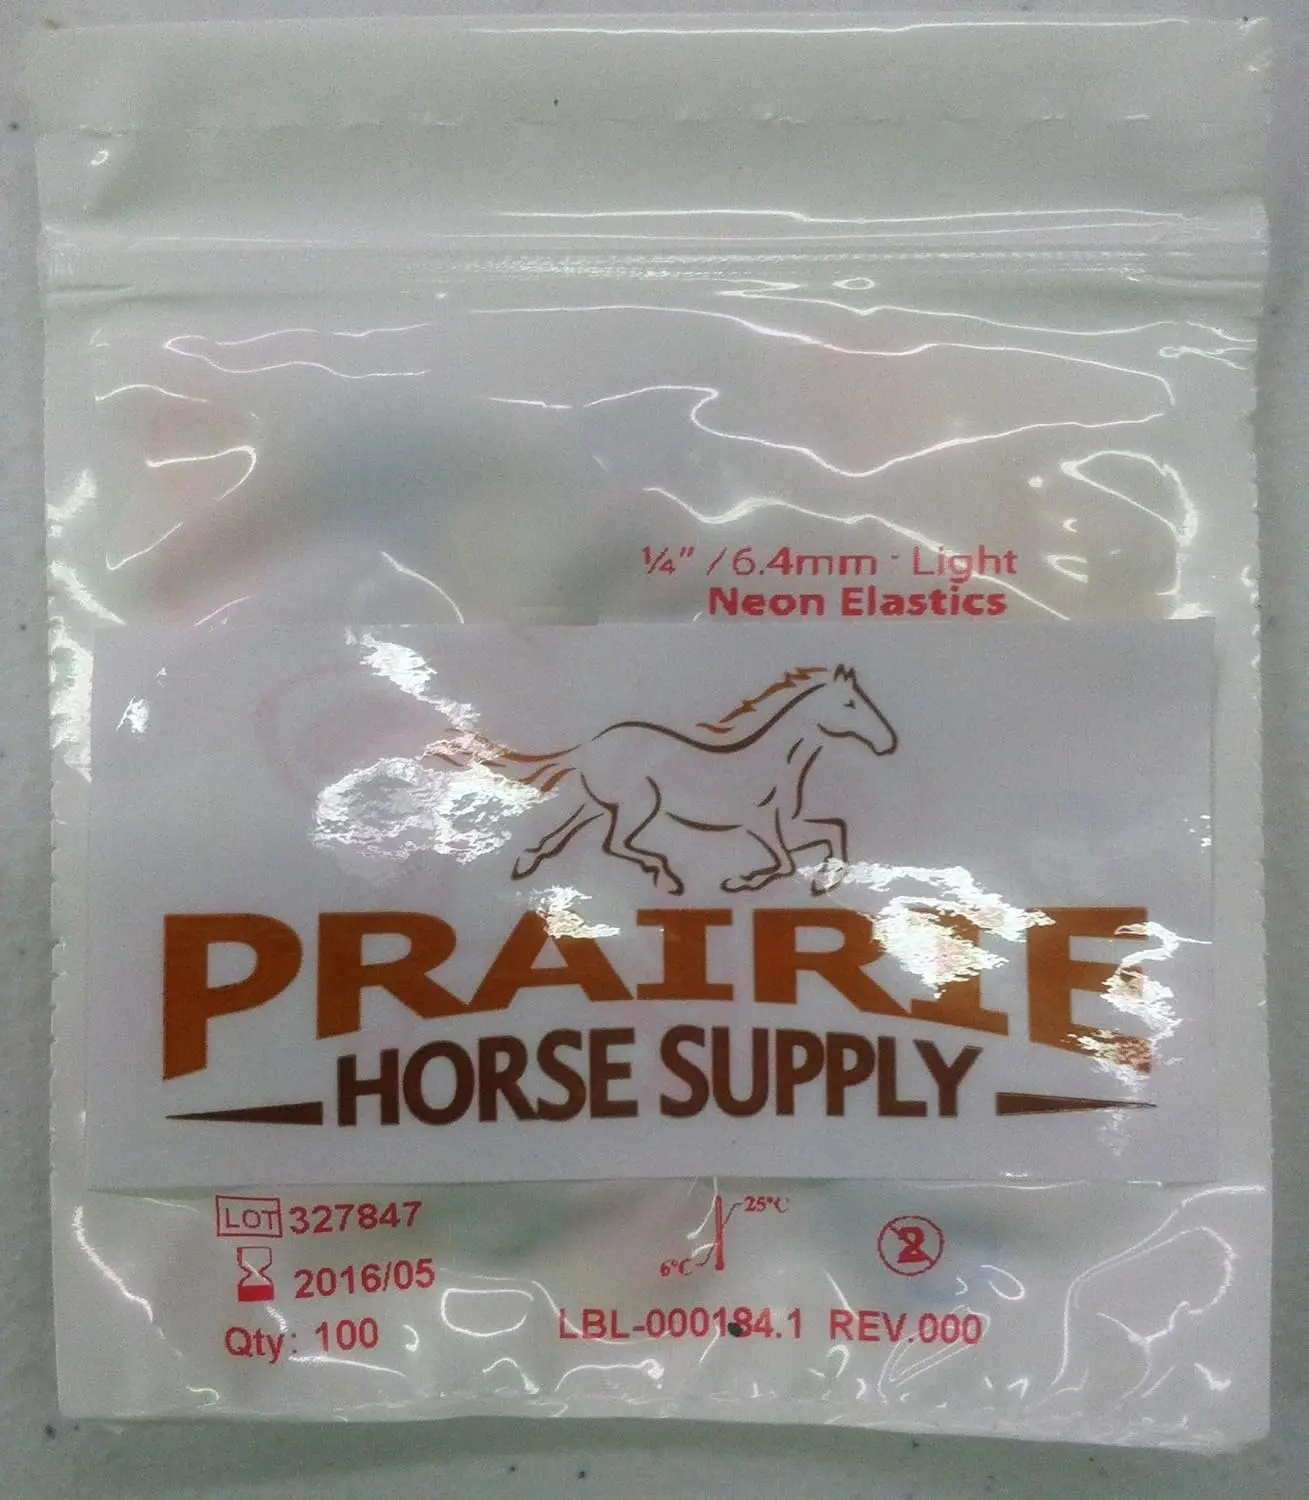 ¼" / 6.4mm - Light
Neon Elastics
PRAIRIE
HORSE SUPPLY
LOT 327847
2016/05
Qty: 100
25°C
6°C
2
LBL-000184.1 REV.000